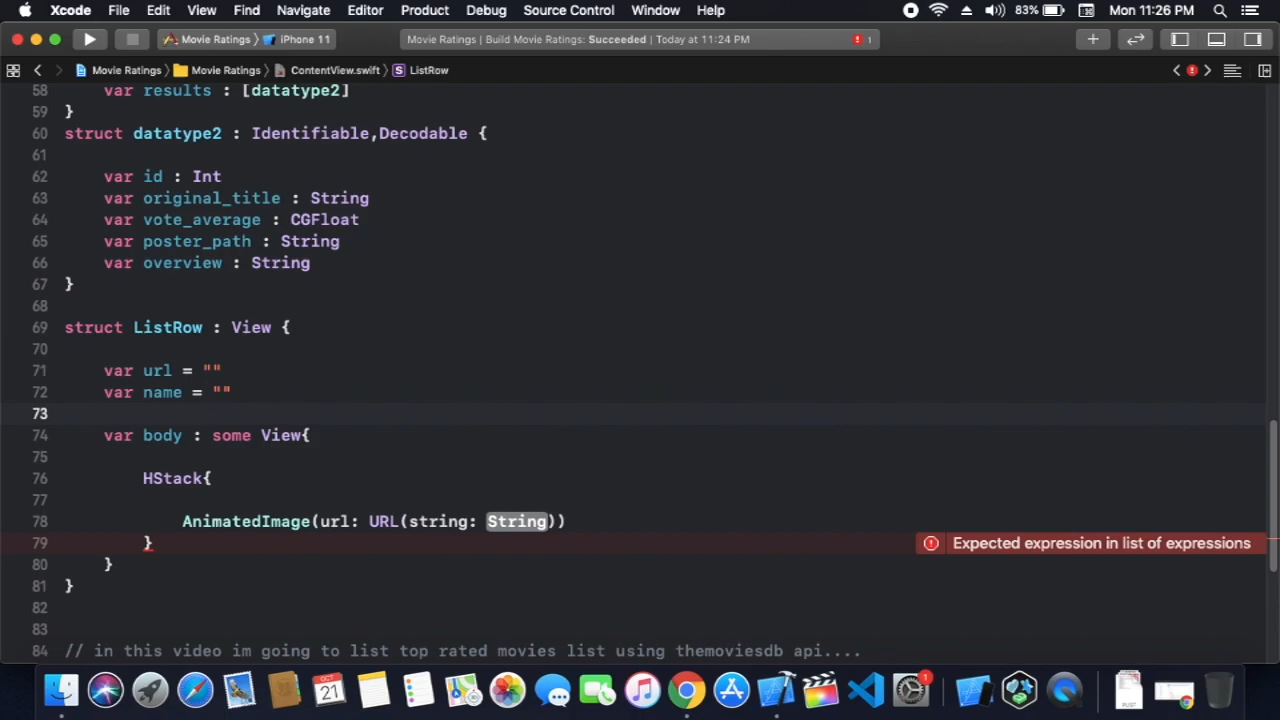 Xcode File Edit View Find Navigate Editor Product Debug Source Control Window Help 83% Mon 11:26 PM
Movie Ratings iPhone 11 Movie Ratings | Build Movie Ratings: Succeeded | Today at 11:24 PM 1
Movie Ratings Movie Ratings ContentView.swift S ListRow
58 var results : [datatype2]
59 }
60 struct datatype2 : Identifiable,Decodable {
61
62 var id : Int
63 var original_title : String
64 var vote_average : CGFloat
65 var poster_path : String
66 var overview : String
67 }
68
69 struct ListRow : View {
70
71 var url = ""
72 var name = ""
73
74 var body : some View{
75
76 HStack{
77
78 AnimatedImage(url: URL(string: String))
79 } Expected expression in list of expressions
80 }
81 }
82
83
84 // in this video im going to list top rated movies list using themoviesdb api....
OCT
21
1